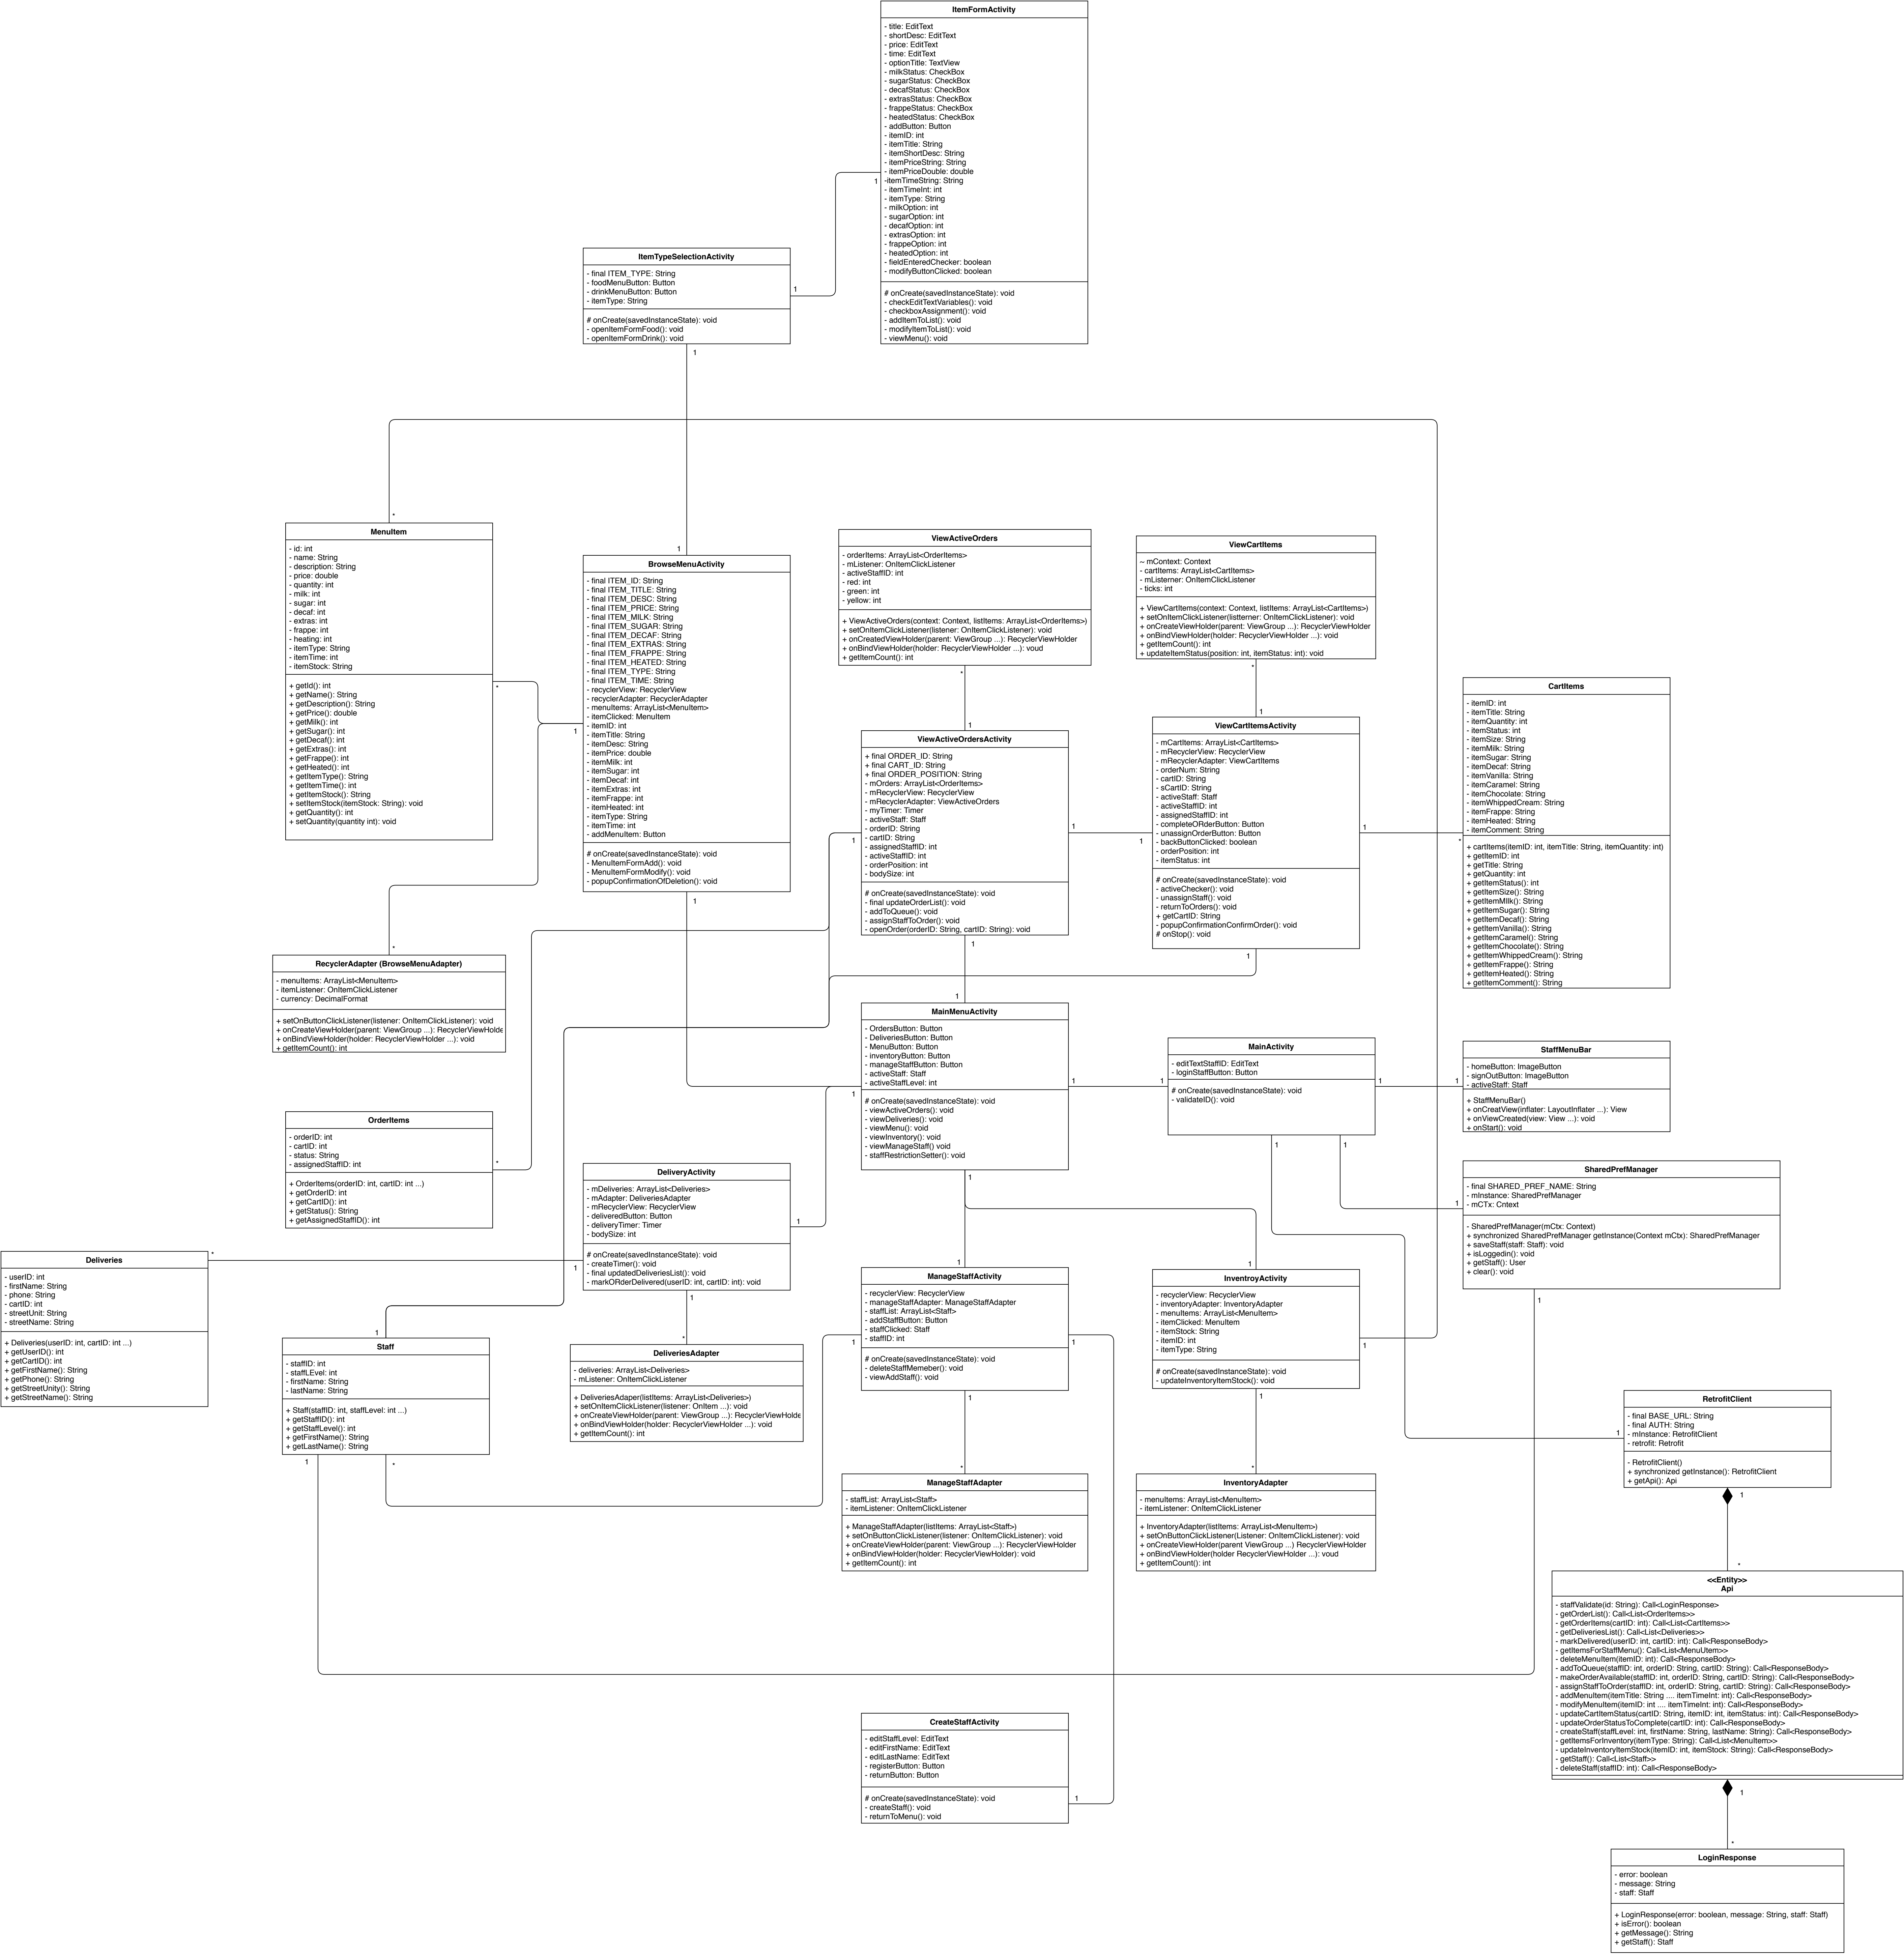 ItemFormActivity
- title: EditText
- shortDesc: EditText
- price: EditText
- time: EditText
- optionTitle: TextView
- milkStatus: CheckBox
- sugarStatus: CheckBox
- decafStatus: CheckBox
- extrasStatus: CheckBox
- frappeStatus: CheckBox
- heatedStatus: CheckBox
- addButton: Button
- itemID: int
- itemTitle: String
- itemShortDesc: String
- itemPriceString: String
- itemPriceDouble: double
-itemTimeString: String
- itemTimeInt: int
- itemType: String
- milkOption: int
- sugarOption: int
- decafOption: int
- extrasOption: int
- frappeOption: int
- heatedOption: int
- fieldEnteredChecker: boolean
- modifyButtonClicked: boolean
# onCreate(savedInstanceState): void
- checkEditTextVariables(): void
- checkboxAssignment(): void
- addItemToList(): void
- modifyItemToList(): void
- viewMenu(): void
1
ItemTypeSelectionActivity
- final ITEM_TYPE: String
- foodMenuButton: Button
- drinkMenuButton: Button
- itemType: String
# onCreate(savedInstanceState): void
- openItemFormFood(): void
- openItemFormDrink(): void
1
1
*
MenuItem
- id: int
- name: String
- description: String
- price: double
- quantity: int
- milk: int
- sugar: int
- decaf: int
- extras: int
- frappe: int
- heating: int
- itemType: String
- itemTime: int
- itemStock: String
+ getId(): int
+ getName(): String
+ getDescription(): String
+ getPrice(): double
+ getMilk(): int
+ getSugar(): int
+ getDecaf(): int
+ getExtras(): int
+ getFrappe(): int
+ getHeated(): int
+ getItemType(): String
+ getItemTime(): int
+ getItemStock(): String
+ setItemStock(itemStock: String): void
+ getQuantity(): int
+ setQuantity(quantity int): void
*
1
BrowseMenuActivity
- final ITEM_ID: String
- final ITEM_TITLE: String
- final ITEM_DESC: String
- final ITEM_PRICE: String
- final ITEM_MILK: String
- final ITEM_SUGAR: String
- final ITEM_DECAF: String
- final ITEM_EXTRAS: String
- final ITEM_FRAPPE: String
- final ITEM_HEATED: String
- final ITEM_TYPE: String
- final ITEM_TIME: String
- recyclerView: RecyclerView
- recyclerAdapter: RecyclerAdapter
- menuItems: ArrayList<MenuItem>
- itemClicked: MenuItem
- itemID: int
- itemTitle: String
- itemDesc: String
- itemPrice: double
- itemMilk: int
- itemSugar: int
- itemDecaf: int
- itemExtras: int
- itemFrappe: int
- itemHeated: int
- itemType: String
- itemTime: int
- addMenuItem: Button
# onCreate(savedInstanceState): void
- MenuItemFormAdd(): void
- MenuItemFormModify(): void
- popupConfirmationOfDeletion(): void
1
1
ViewActiveOrders
- orderItems: ArrayList<OrderItems>
- mListener: OnItemClickListener
- activeStaffID: int
- red: int
- green: int
- yellow: int
+ ViewActiveOrders(context: Context, listItems: ArrayList<OrderItems>)
+ setOnItemClickListener(listener: OnItemClickListener): void
+ onCreatedViewHolder(parent: ViewGroup ...): RecyclerViewHolder
+ onBindViewHolder(holder: RecyclerViewHolder ...): voud
+ getItemCount(): int
*
1
ViewCartItems
~ mContext: Context
- cartItems: ArrayList<CartItems>
- mListerner: OnItemClickListener
- ticks: int
+ ViewCartItems(context: Context, listItems: ArrayList<CartItems>)
+ setOnItemClickListener(listterner: OnItemClickListener): void
+ onCreateViewHolder(parent: ViewGroup ...): RecyclerViewHolder
+ onBindViewHolder(holder: RecyclerViewHolder ...): void
+ getItemCount(): int
+ updateItemStatus(position: int, itemStatus: int): void
*
1
CartItems
- itemID: int
- itemTitle: String
- itemQuantity: int
- itemStatus: int
- itemSize: String
- itemMilk: String
- itemSugar: String
- itemDecaf: String
- itemVanilla: String
- itemCaramel: String
- itemChocolate: String
- itemWhippedCream: String
- itemFrappe: String
- itemHeated: String
- itemComment: String
+ cartItems(itemID: int, itemTitle: String, itemQuantity: int)
+ getItemID: int
+ getTitle: String
+ getQuantity: int
+ getItemStatus(): int
+ getItemSize(): String
+ getItemMIlk(): String
+ getItemSugar(): String
+ getItemDecaf(): String
+ getItemVanilla(): String
+ getItemCaramel(): String
+ getItemChocolate(): String
+ getItemWhippedCream(): String
+ getItemFrappe(): String
+ getItemHeated(): String
+ getItemComment(): String
*
ViewActiveOrdersActivity
+ final ORDER_ID: String
+ final CART_ID: String
+ final ORDER_POSITION: String
- mOrders: ArrayList<OrderItems>
- mRecyclerView: RecyclerView
- mRecyclerAdapter: ViewActiveOrders
- myTimer: Timer
- activeStaff: Staff
- orderID: String
- cartID: String
- assignedStaffID: int
- activeStaffID: int
- orderPosition: int
- bodySize: int
# onCreate(savedInstanceState): void
- final updateOrderList(): void
- addToQueue(): void
- assignStaffToOrder(): void
- openOrder(orderID: String, cartID: String): void
1
1
1
1
ViewCartItemsActivity
- mCartItems: ArrayList<CartItems>
- mRecyclerView: RecyclerView
- mRecyclerAdapter: ViewCartItems
- orderNum: String
- cartID: String
- sCartID: String
- activeStaff: Staff
- activeStaffID: int
- assignedStaffID: int
- completeORderButton: Button
- unassignOrderButton: Button
- backButtonClicked: boolean
- orderPosition: int
- itemStatus: int
# onCreate(savedInstanceState): void
- activeChecker(): void
- unassignStaff(): void
- returnToOrders(): void
+ getCartID: String
- popupConfirmationConfirmOrder(): void
# onStop(): void
1
1
RecyclerAdapter (BrowseMenuAdapter)
- menuItems: ArrayList<MenuItem>
- itemListener: OnItemClickListener
- currency: DecimalFormat
+ setOnButtonClickListener(listener: OnItemClickListener): void
+ onCreateViewHolder(parent: ViewGroup ...): RecyclerViewHolde
+ onBindViewHolder(holder: RecyclerViewHolder ...): void
+ getItemCount(): int
*
MainMenuActivity
- OrdersButton: Button
- DeliveriesButton: Button
- MenuButton: Button
- inventoryButton: Button
- manageStaffButton: Button
- activeStaff: Staff
- activeStaffLevel: int
# onCreate(savedInstanceState): void
- viewActiveOrders(): void
- viewDeliveries(): void
- viewMenu(): void
- viewInventory(): void
- viewManageStaff() void
- staffRestrictionSetter(): void
1
1
1
1
MainActivity
- editTextStaffID: EditText
- loginStaffButton: Button
# onCreate(savedInstanceState): void
- validateID(): void
1
1
1
1
StaffMenuBar
- homeButton: ImageButton
- signOutButton: ImageButton
- activeStaff: Staff
+ StaffMenuBar()
+ onCreatView(inflater: LayoutInflater ...): View
+ onViewCreated(view: View ...): void
+ onStart(): void
1
OrderItems
- orderID: int
- cartID: int
- status: String
- assignedStaffID: int
+ OrderItems(orderID: int, cartID: int ...)
+ getOrderID: int
+ getCartID(): int
+ getStatus(): String
+ getAssignedStaffID(): int
*
SharedPrefManager
- final SHARED_PREF_NAME: String
- mInstance: SharedPrefManager
- mCTx: Cntext
- SharedPrefManager(mCtx: Context)
+ synchronized SharedPrefManager getInstance(Context mCtx): SharedPrefManager
+ saveStaff(staff: Staff): void
+ isLoggedin(): void
+ getStaff(): User
+ clear(): void
1
1
DeliveryActivity
- mDeliveries: ArrayList<Deliveries>
- mAdapter: DeliveriesAdapter
- mRecyclerView: RecyclerView
- deliveredButton: Button
- deliveryTimer: Timer
- bodySize: int
# onCreate(savedInstanceState): void
- createTimer(): void
- final updatedDeliveriesList(): void
- markORderDelivered(userID: int, cartID: int): void
1
1
1
Deliveries
- userID: int
- firstName: String
- phone: String
- cartID: int
- streetUnit: String
- streetName: String
+ Deliveries(userID: int, cartID: int ...)
+ getUserID(): int
+ getCartID(): int
+ getFirstName(): String
+ getPhone(): String
+ getStreetUnity(): String
+ getStreetName(): String
*
ManageStaffActivity
- recyclerView: RecyclerView
- manageStaffAdapter: ManageStaffAdapter
- staffList: ArrayList<Staff>
- addStaffButton: Button
- staffClicked: Staff
- staffID: int
# onCreate(savedInstanceState): void
- deleteStaffMemeber(): void
- viewAddStaff(): void
1
1
1
1
InventroyActivity
- recyclerView: RecyclerView
- inventoryAdapter: InventoryAdapter
- menuItems: ArrayList<MenuItem>
- itemClicked: MenuItem
- itemStock: String
- itemID: int
- itemType: String
# onCreate(savedInstanceState): void
- updateInventoryItemStock(): void
1
1
1
Staff
- staffID: int
- staffLEvel: int
- firstName: String
- lastName: String
+ Staff(staffID: int, staffLevel: int ...)
+ getStaffID(): int
+ getStaffLevel(): int
+ getFirstName(): String
+ getLastName(): String
1
1
*
DeliveriesAdapter
- deliveries: ArrayList<Deliveries>
- mListener: OnItemClickListener
+ DeliveriesAdaper(listItems: ArrayList<Deliveries>)
+ setOnItemClickListener(listener: OnItem ...): void
+ onCreateViewHolder(parent: ViewGroup ...): RecyclerViewHolde
+ onBindViewHolder(holder: RecyclerViewHolder ...): void
+ getItemCount(): int
*
RetrofitClient
- final BASE_URL: String
- final AUTH: String
- mInstance: RetrofitClient
- retrofit: Retrofit
- RetrofitClient()
+ synchronized getInstance(): RetrofitClient
+ getApi(): Api
1
1
ManageStaffAdapter
- staffList: ArrayList<Staff>
- itemListener: OnItemClickListener
+ ManageStaffAdapter(listItems: ArrayList<Staff>)
+ setOnButtonClickListener(listener: OnItemClickListener): void
+ onCreateViewHolder(parent: ViewGroup ...): RecyclerViewHolder
+ onBindViewHolder(holder: RecyclerViewHolder): void
+ getItemCount(): int
*
InventoryAdapter
- menuItems: ArrayList<MenuItem>
- itemListener: OnItemClickListener
+ InventoryAdapter(listItems: ArrayList<MenuItem>)
+ setOnButtonClickListener(Listener: OnItemClickListener): void
+ onCreateViewHolder(parent ViewGroup ...) RecyclerViewHolder
+ onBindViewHolder(holder RecyclerViewHolder ...): voud
+ getItemCount(): int
*
*
<<Entity>>
Api
- staffValidate(id: String): Call<LoginResponse>
- getOrderList(): Call<List<OrderItems>>
- getOrderItems(cartID: int): Call<List<CartItems>>
- getDeliveriesList(): Call<List<Deliveries>>
- markDelivered(userID: int, cartID: int): Call<ResponseBody>
- getItemsForStaffMenu(): Call<List<MenuUtem>>
- deleteMenuItem(itemID: int): Call<ResponseBody>
- addToQueue(staffID: int, orderID: String, cartID: String): Call<ResponseBody>
- makeOrderAvailable(staffID: int, orderID: String, cartID: String): Call<ResponseBody>
- assignStaffToOrder(staffID: int, orderID: String, cartID: String): Call<ResponseBody>
- addMenuItem(itemTitle: String .... itemTimeInt: int): Call<ResponseBody>
- modifyMenuItem(itemID: int .... itemTimeInt: int): Call<ResponseBody>
- updateCartItemStatus(cartID: String, itemID: int, itemStatus: int): Call<ResponseBody>
- updateOrderStatusToComplete(cartID: int): Call<ResponseBody>
- createStaff(staffLevel: int, firstName: String, lastName: String): Call<ResponseBody>
- getItemsForInventory(itemType: String): Call<List<MenuItem>>
- updateInventoryItemStock(itemID: int, itemStock: String): Call<ResponseBody>
- getStaff(): Call<List<Staff>>
- deleteStaff(staffID: int): Call<ResponseBody>
1
CreateStaffActivity
- editStaffLevel: EditText
- editFirstName: EditText
- editLastName: EditText
- registerButton: Button
- returnButton: Button
# onCreate(savedInstanceState): void
- createStaff(): void
- returnToMenu(): void
1
*
LoginResponse
- error: boolean
- message: String
- staff: Staff
+ LoginResponse(error: boolean, message: String, staff: Staff)
+ isError(): boolean
+ getMessage(): String
+ getStaff(): Staff